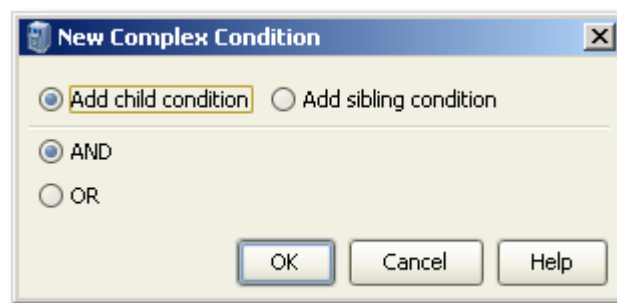 New Complex Condition
Add child condition Add sibling condition
AND
OR
OK Cancel Help